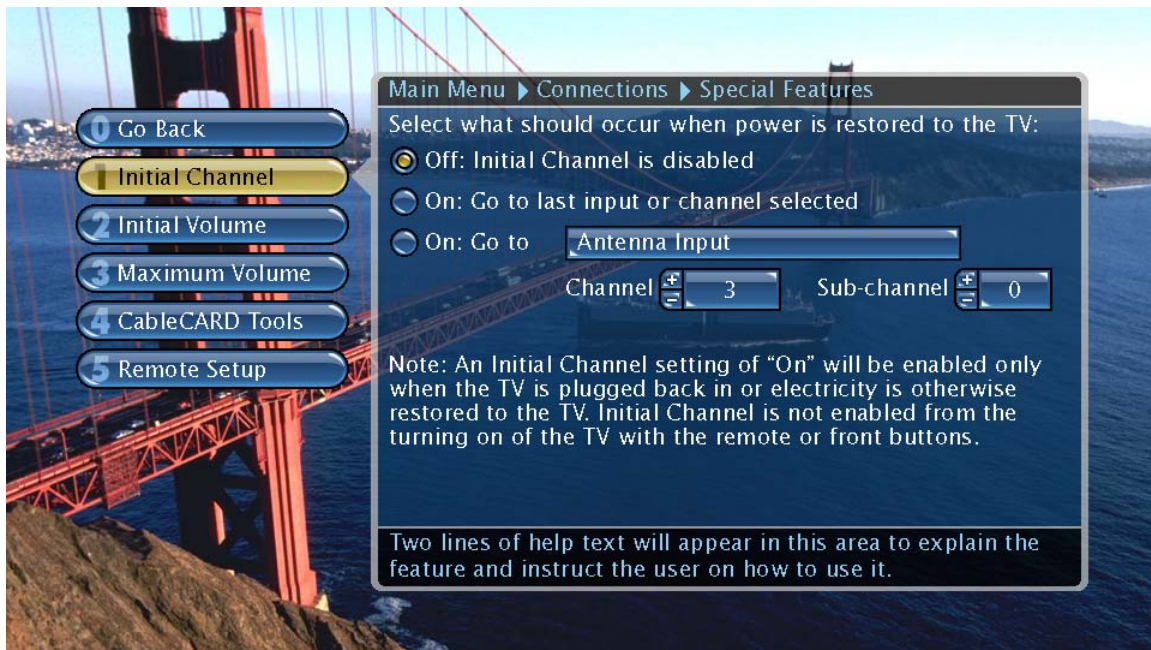 Main Menu ▶ Connections ▶ Special Features
0 Go Back
1 Initial Channel
2 Initial Volume
3 Maximum Volume
4 CableCARD Tools
5 Remote Setup
Select what should occur when power is restored to the TV:
Off: Initial Channel is disabled
On: Go to last input or channel selected
On: Go to Antenna Input
Channel + - 3 Sub-channel + - 0
Note: An Initial Channel setting of “On” will be enabled only
when the TV is plugged back in or electricity is otherwise
restored to the TV. Initial Channel is not enabled from the
turning on of the TV with the remote or front buttons.
Two lines of help text will appear in this area to explain the
feature and instruct the user on how to use it.